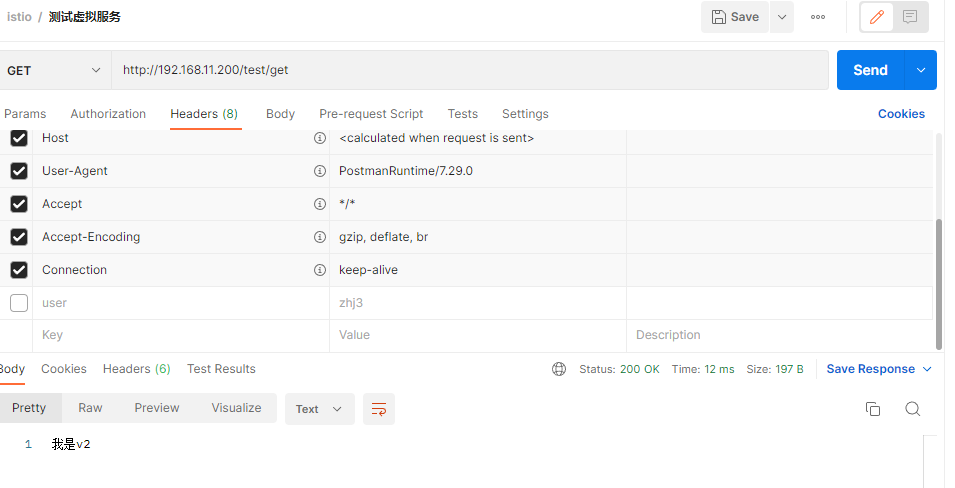 istio / 测试虚拟服务
Save
GET http://192.168.11.200/test/get Send
Params Authorization Headers (8) Body Pre-request Script Tests Settings Cookies
Host <calculated when request is sent>
User-Agent PostmanRuntime/7.29.0
Accept */*
Accept-Encoding gzip, deflate, br
Connection keep-alive
user zhj3
Key Value Description
Body Cookies Headers (6) Test Results Status: 200 OK Time: 12 ms Size: 197 B Save Response
Pretty Raw Preview Visualize Text
1 我是v2